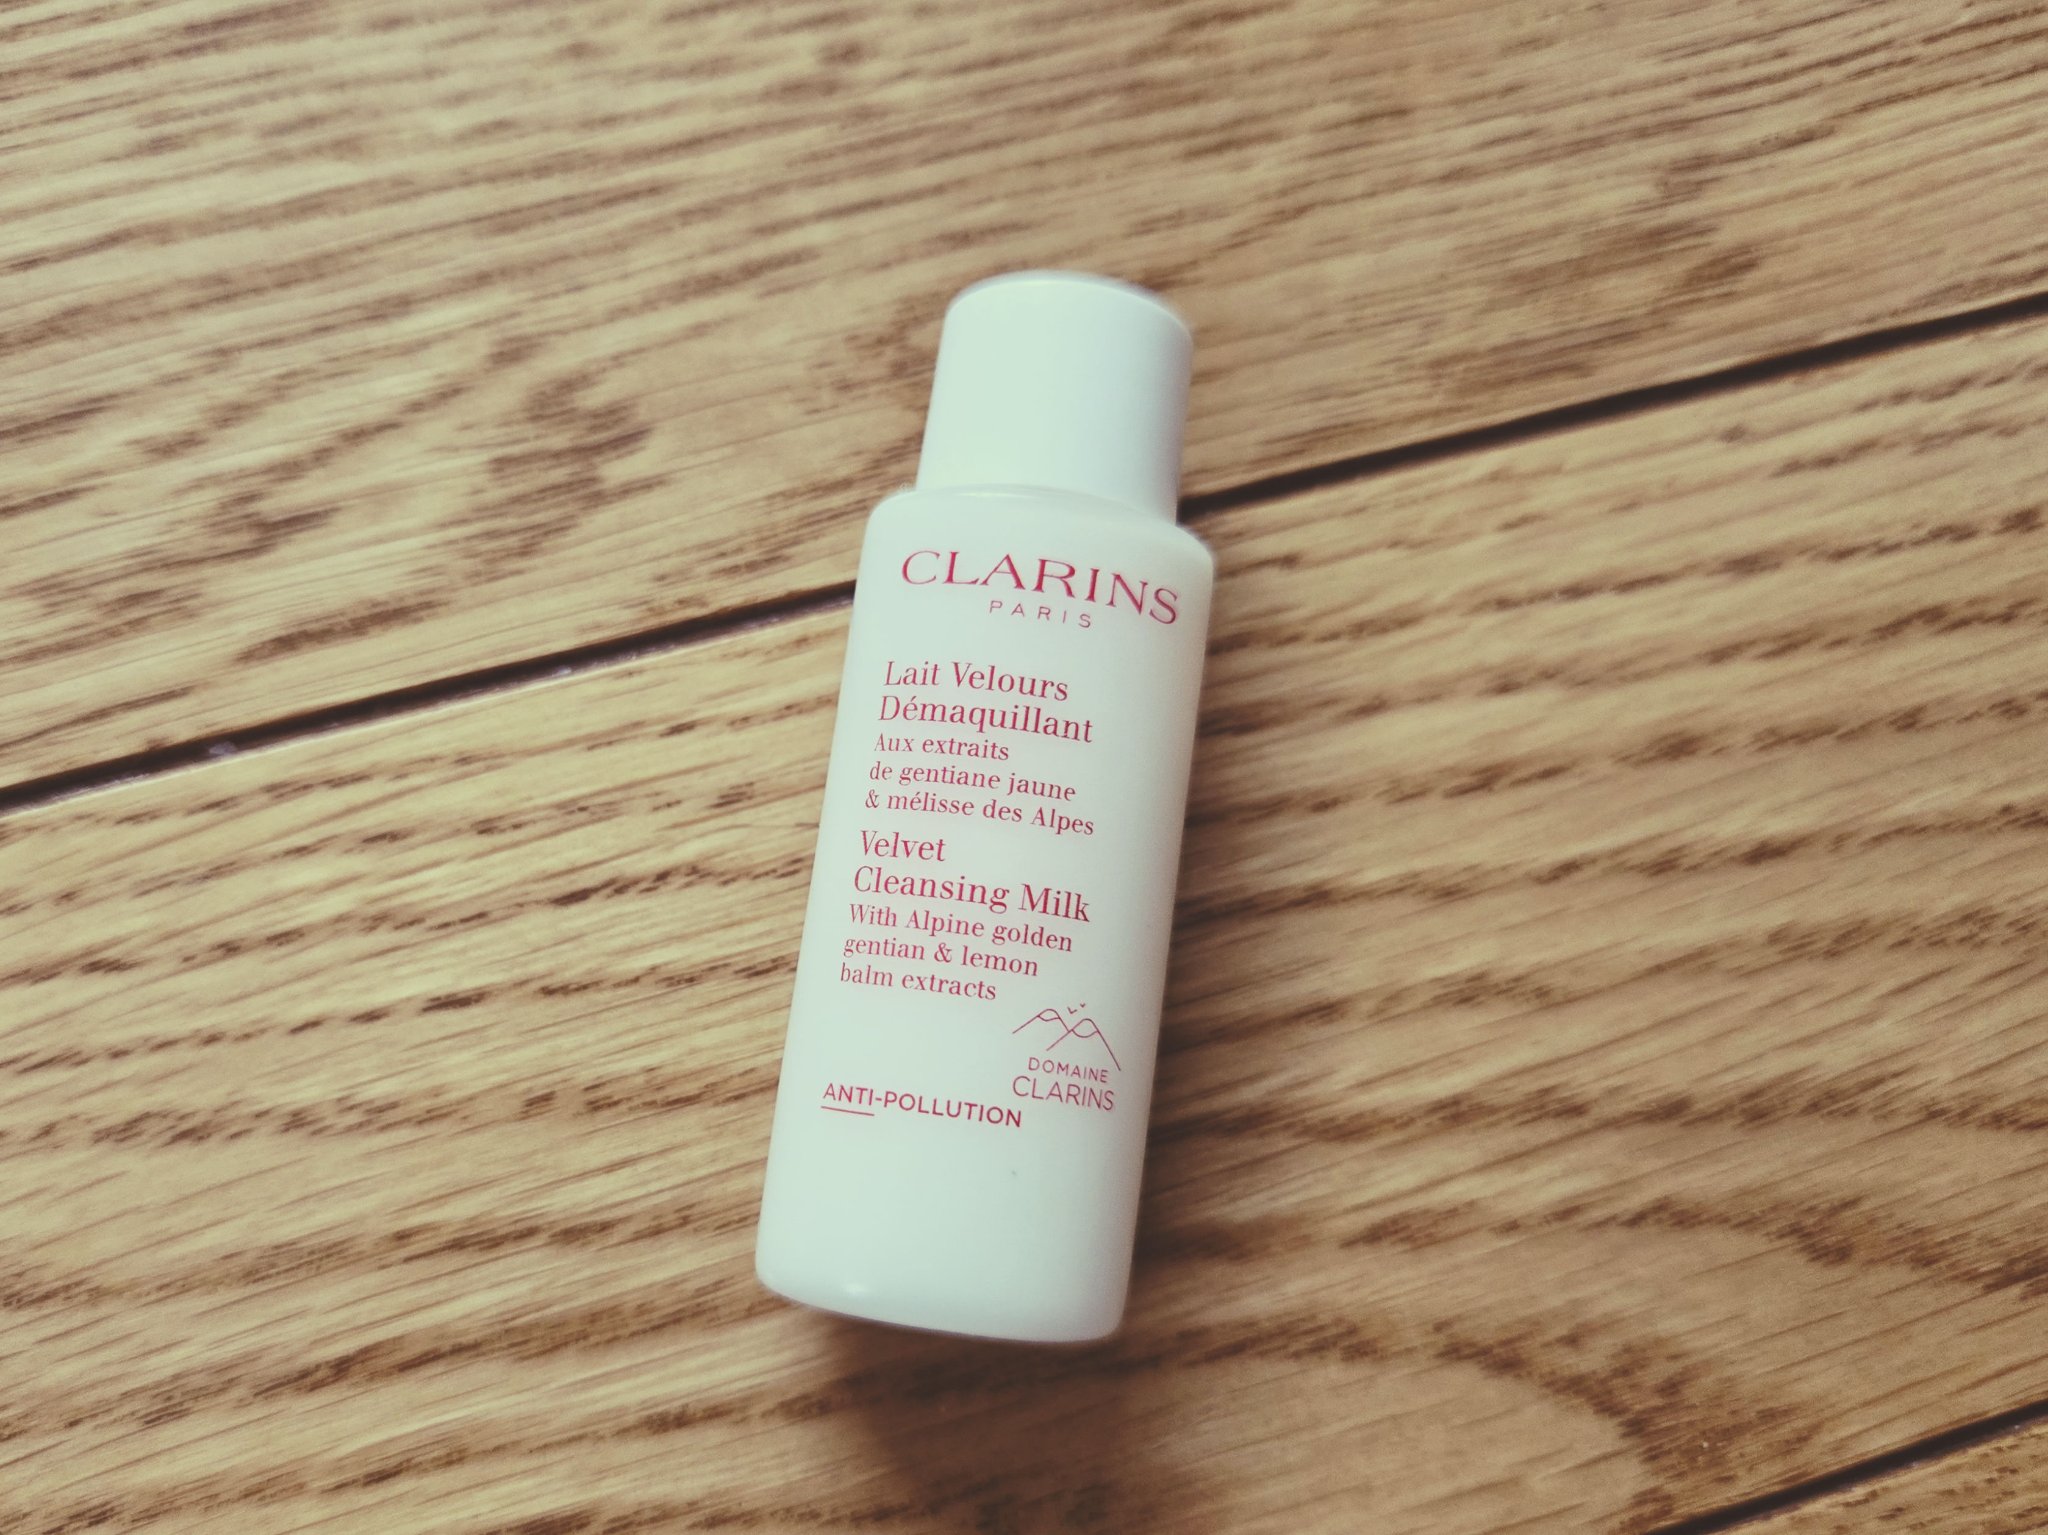 CLARINS
PARIS
Lait Velours
Démaquillant
Aux extraits
de gentiane jaune
& mélisse des Alpes
Velvet
Cleansing Milk
With Alpine golden
gentian & lemon
balm extracts
DOMAINE
CLARINS
ANTI-POLLUTION